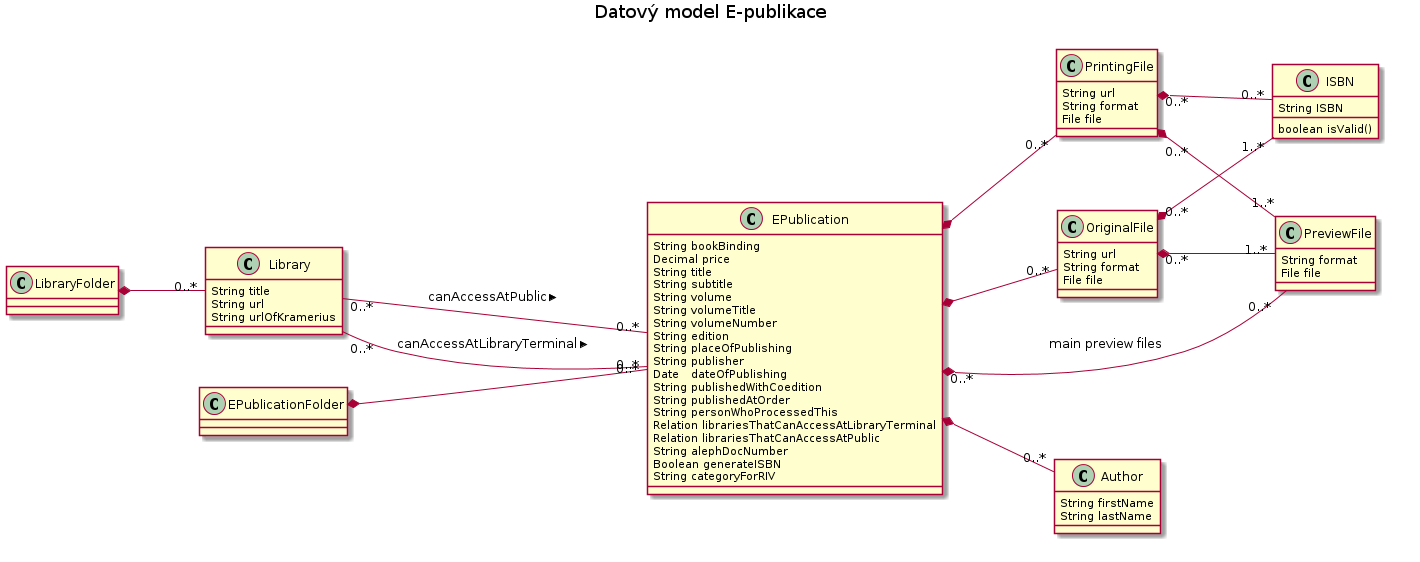 Datový model E-publikace
C LibraryFolder
0..*
C Library
String title
String url
String urlOfKramerius
0..*
canAccessAtPublic ▶
0..*
0..*
canAccessAtLibraryTerminal ▶
0..*
C EPublicationFolder
0..*
C EPublication
String bookBinding
Decimal price
String title
String subtitle
String volume
String volumeTitle
String volumeNumber
String edition
String placeOfPublishing
String publisher
Date dateOfPublishing
String publishedWithCoedition
String publishedAtOrder
String personWhoProcessedThis
Relation librariesThatCanAccessAtLibraryTerminal
Relation librariesThatCanAccessAtPublic
String alephDocNumber
Boolean generateISBN
String categoryForRIV
0..*
C PrintingFile
String url
String format
File file
0..*
0..*
0..*
1..*
0..*
C OriginalFile
String url
String format
File file
0..*
1..*
0..*
1..*
C ISBN
String ISBN
boolean isValid()
C PreviewFile
String format
File file
0..*
main preview files
0..*
0..*
C Author
String firstName
String lastName